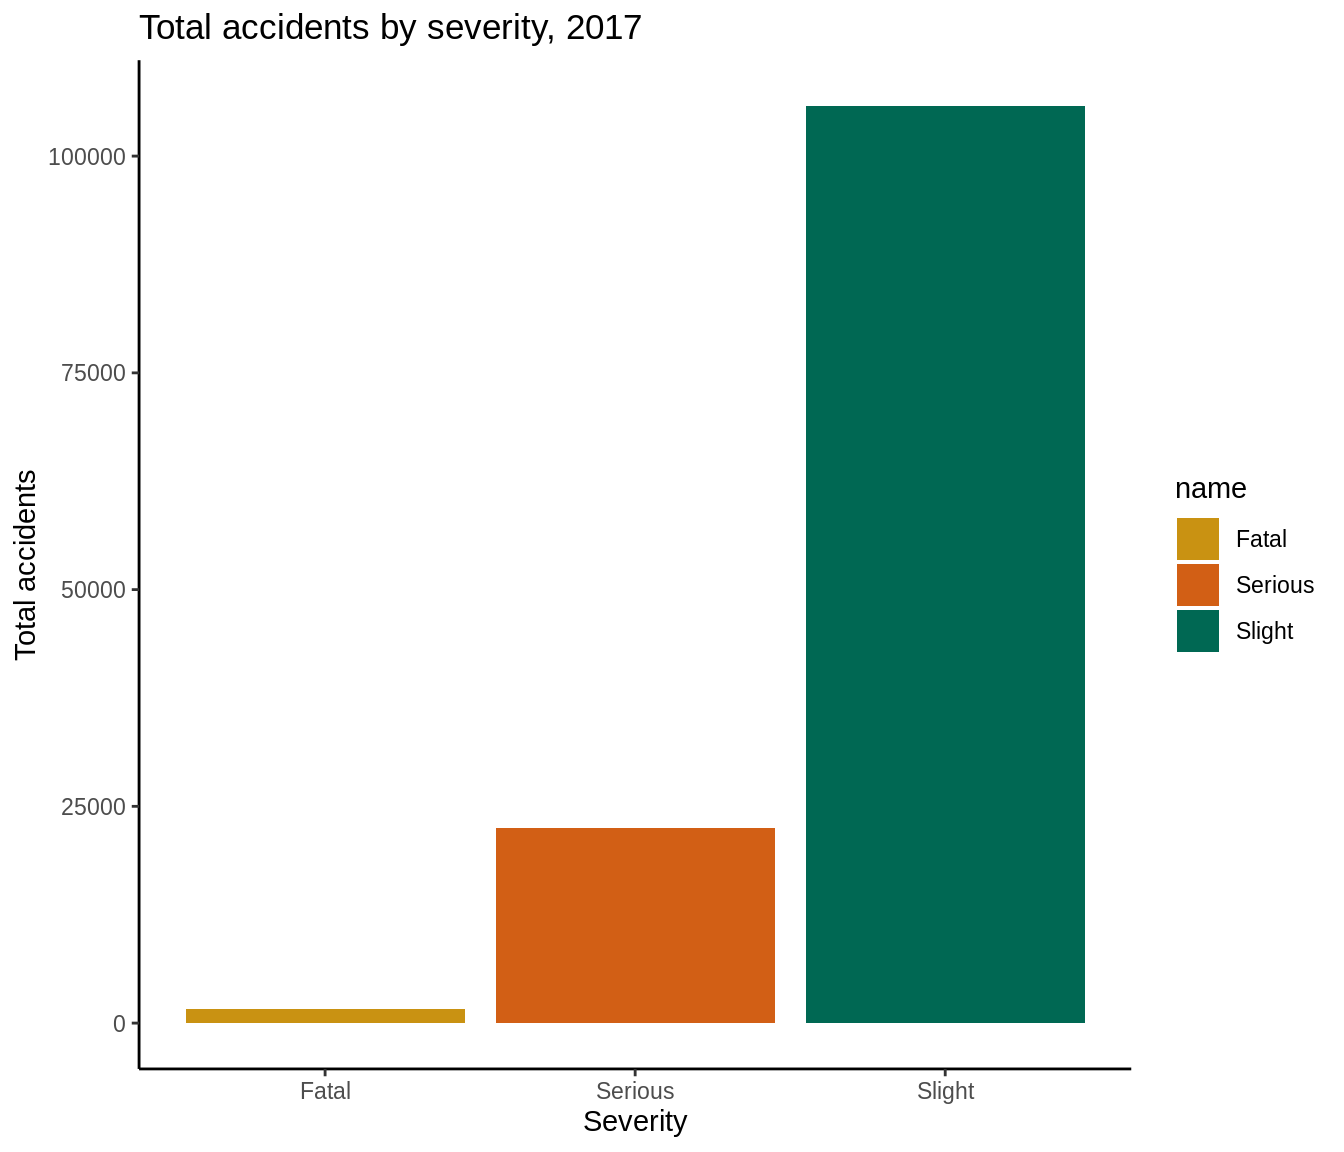 Total accidents by severity, 2017
Total accidents
100000
75000
50000
25000
0
Fatal
Serious
Slight
Severity
name
Fatal
Serious
Slight